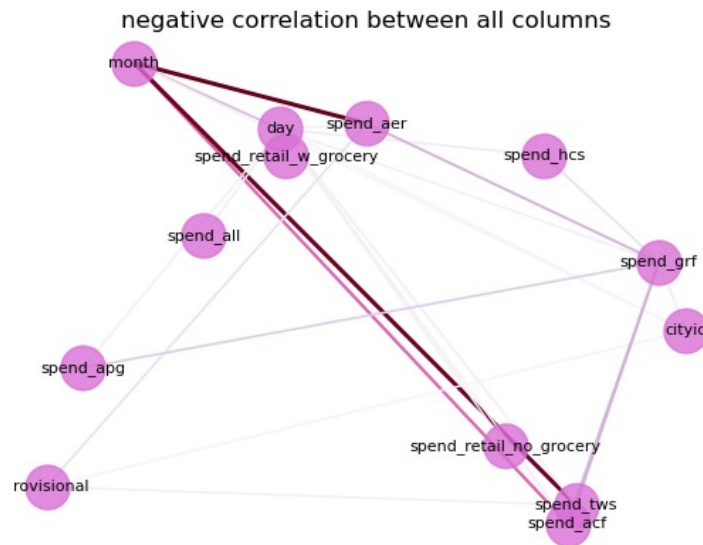 negative correlation between all columns
month
day
spend_aer
spend_retail_w_grocery
spend_hcs
spend_all
spend_grf
cityid
spend_apg
spend_retail_no_grocery
rovisional
spend_tws
spend_acf